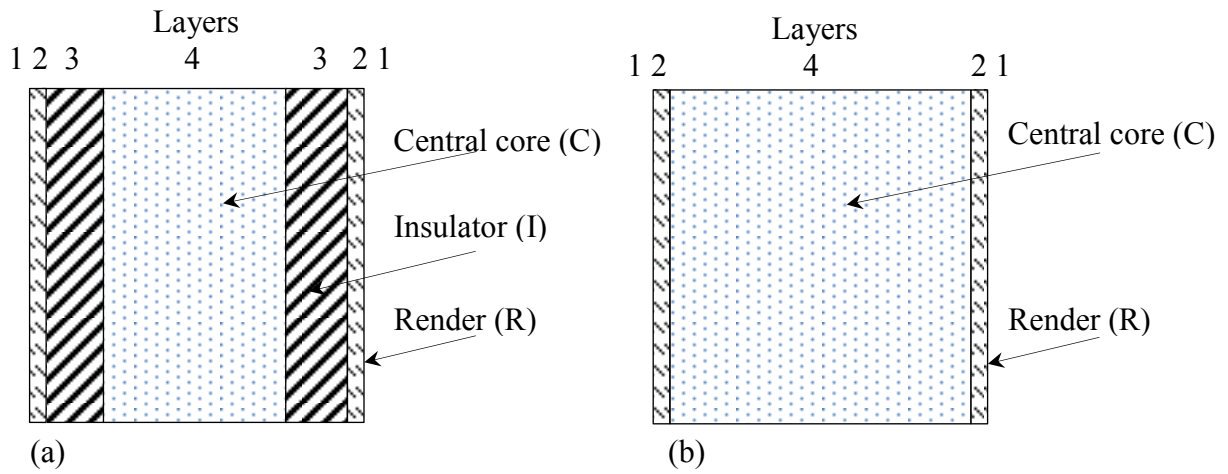 Layers
1 2 3 4 3 2 1
Central core (C)
Insulator (I)
Render (R)
(a)
Layers
1 2 4 2 1
Central core (C)
Render (R)
(b)